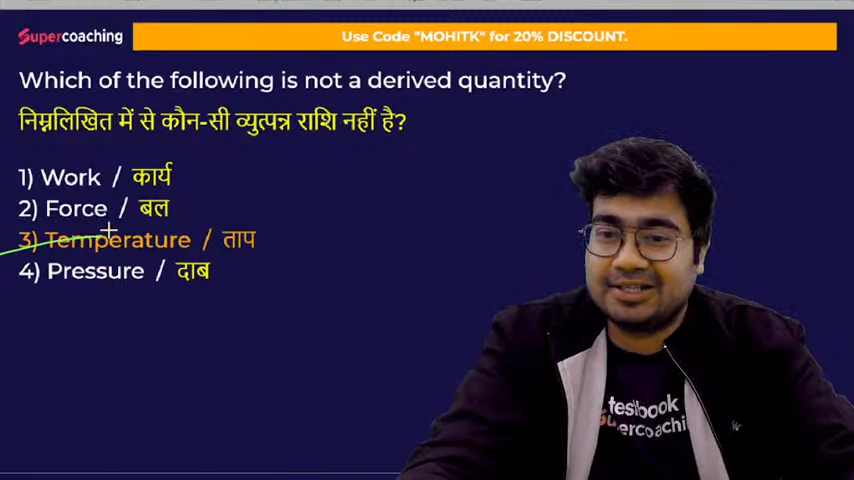 Supercoaching
Use Code "MOHITK" for 20% DISCOUNT.
Which of the following is not a derived quantity?
निम्नलिखित में से कौन-सी व्युत्पन्न राशि नहीं है?
1) Work / कार्य
2) Force / बल
3) Temperature / ताप
4) Pressure / दाब
testbook
Supercoachi